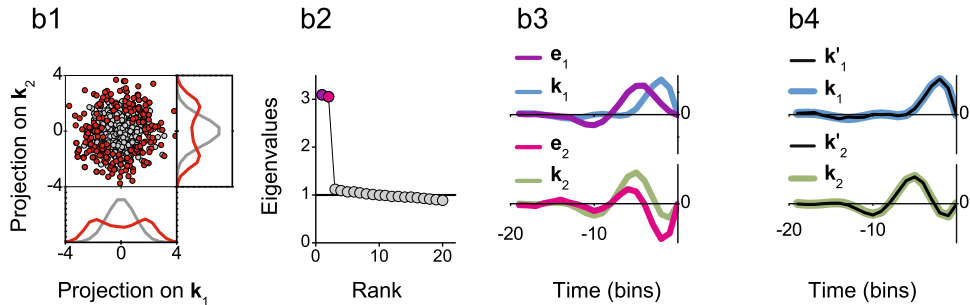 b1
b2
b3
b4
Projection on k2
4
0
-4
-4
0
4
Projection on k1
Eigenvalues
3
2
1
0
0
10
20
Rank
e1
k1
0
e2
k2
0
-20
-10
Time (bins)
k'1
k1
0
k'2
k2
0
-20
-10
Time (bins)